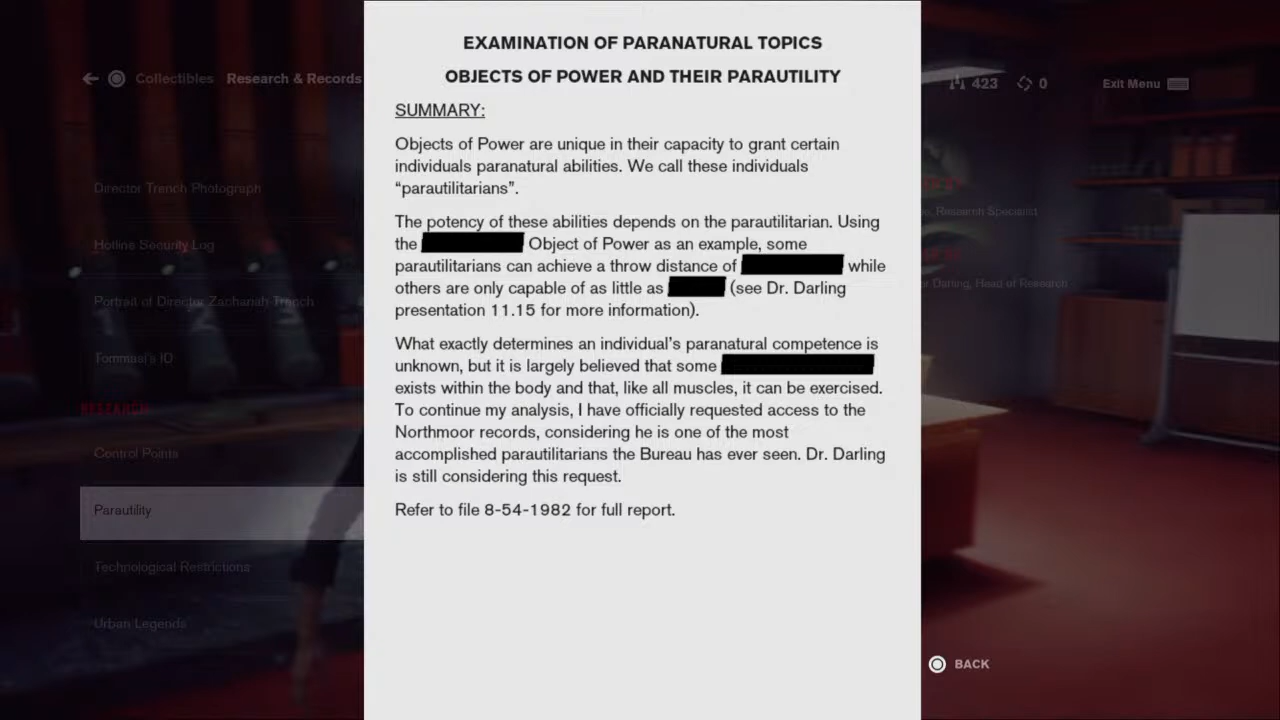 EXAMINATION OF PARANATURAL TOPICS
OBJECTS OF POWER AND THEIR PARAUTILITY
← Collectibles Research & Records
423 0 Exit Menu
SUMMARY:
Objects of Power are unique in their capacity to grant certain
individuals paranatural abilities. We call these individuals
“parautilitarians”.
The potency of these abilities depends on the parautilitarian. Using
the Object of Power as an example, some
parautilitarians can achieve a throw distance of while
others are only capable of as little as (see Dr. Darling
presentation 11.15 for more information).
What exactly determines an individual’s paranatural competence is
unknown, but it is largely believed that some
exists within the body and that, like all muscles, it can be exercised.
To continue my analysis, I have officially requested access to the
Northmoor records, considering he is one of the most
accomplished parautilitarians the Bureau has ever seen. Dr. Darling
is still considering this request.
Refer to file 8-54-1982 for full report.
Director Trench Photograph
Hotline Security Log
Portrait of Director Zachariah Trench
Tommasi's ID
RESEARCH
Control Points
Parautility
Technological Restrictions
Urban Legends
Research Specialist
Darling, Head of Research
BACK